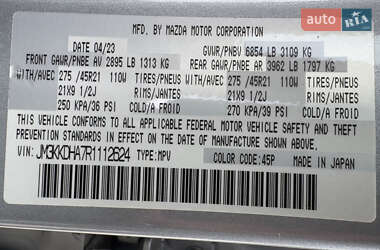 auto.RIA
MFD. BY MAZDA MOTOR CORPORATION
DATE 04/23 GVWR/PNBV 6854 LB 3109 KG
FRONT GAWR/PNBE AV 2895 LB 1313 KG REAR GAWR/PNBE AR 3962 LB 1797 KG
WITH/AVEC 275 /45R21 110W TIRES/PNEUS WITH/AVEC 275 /45R21 110W TIRES/PNEUS
21X9 1/2J RIMS/JANTES 21X9 1/2J RIMS/JANTES
250 KPA/36 PSI COLD/A FROID 270 KPA/39 PSI COLD/A FROID
THIS VEHICLE CONFORMS TO ALL APPLICABLE FEDERAL MOTOR VEHICLE SAFETY AND THEFT
PREVENTION STANDARDS IN EFFECT ON THE DATE OF MANUFACTURE SHOWN ABOVE.
VIN: JM3KKDHA7R1112624 TYPE:MPV COLOR CODE:45P MADE IN JAPAN